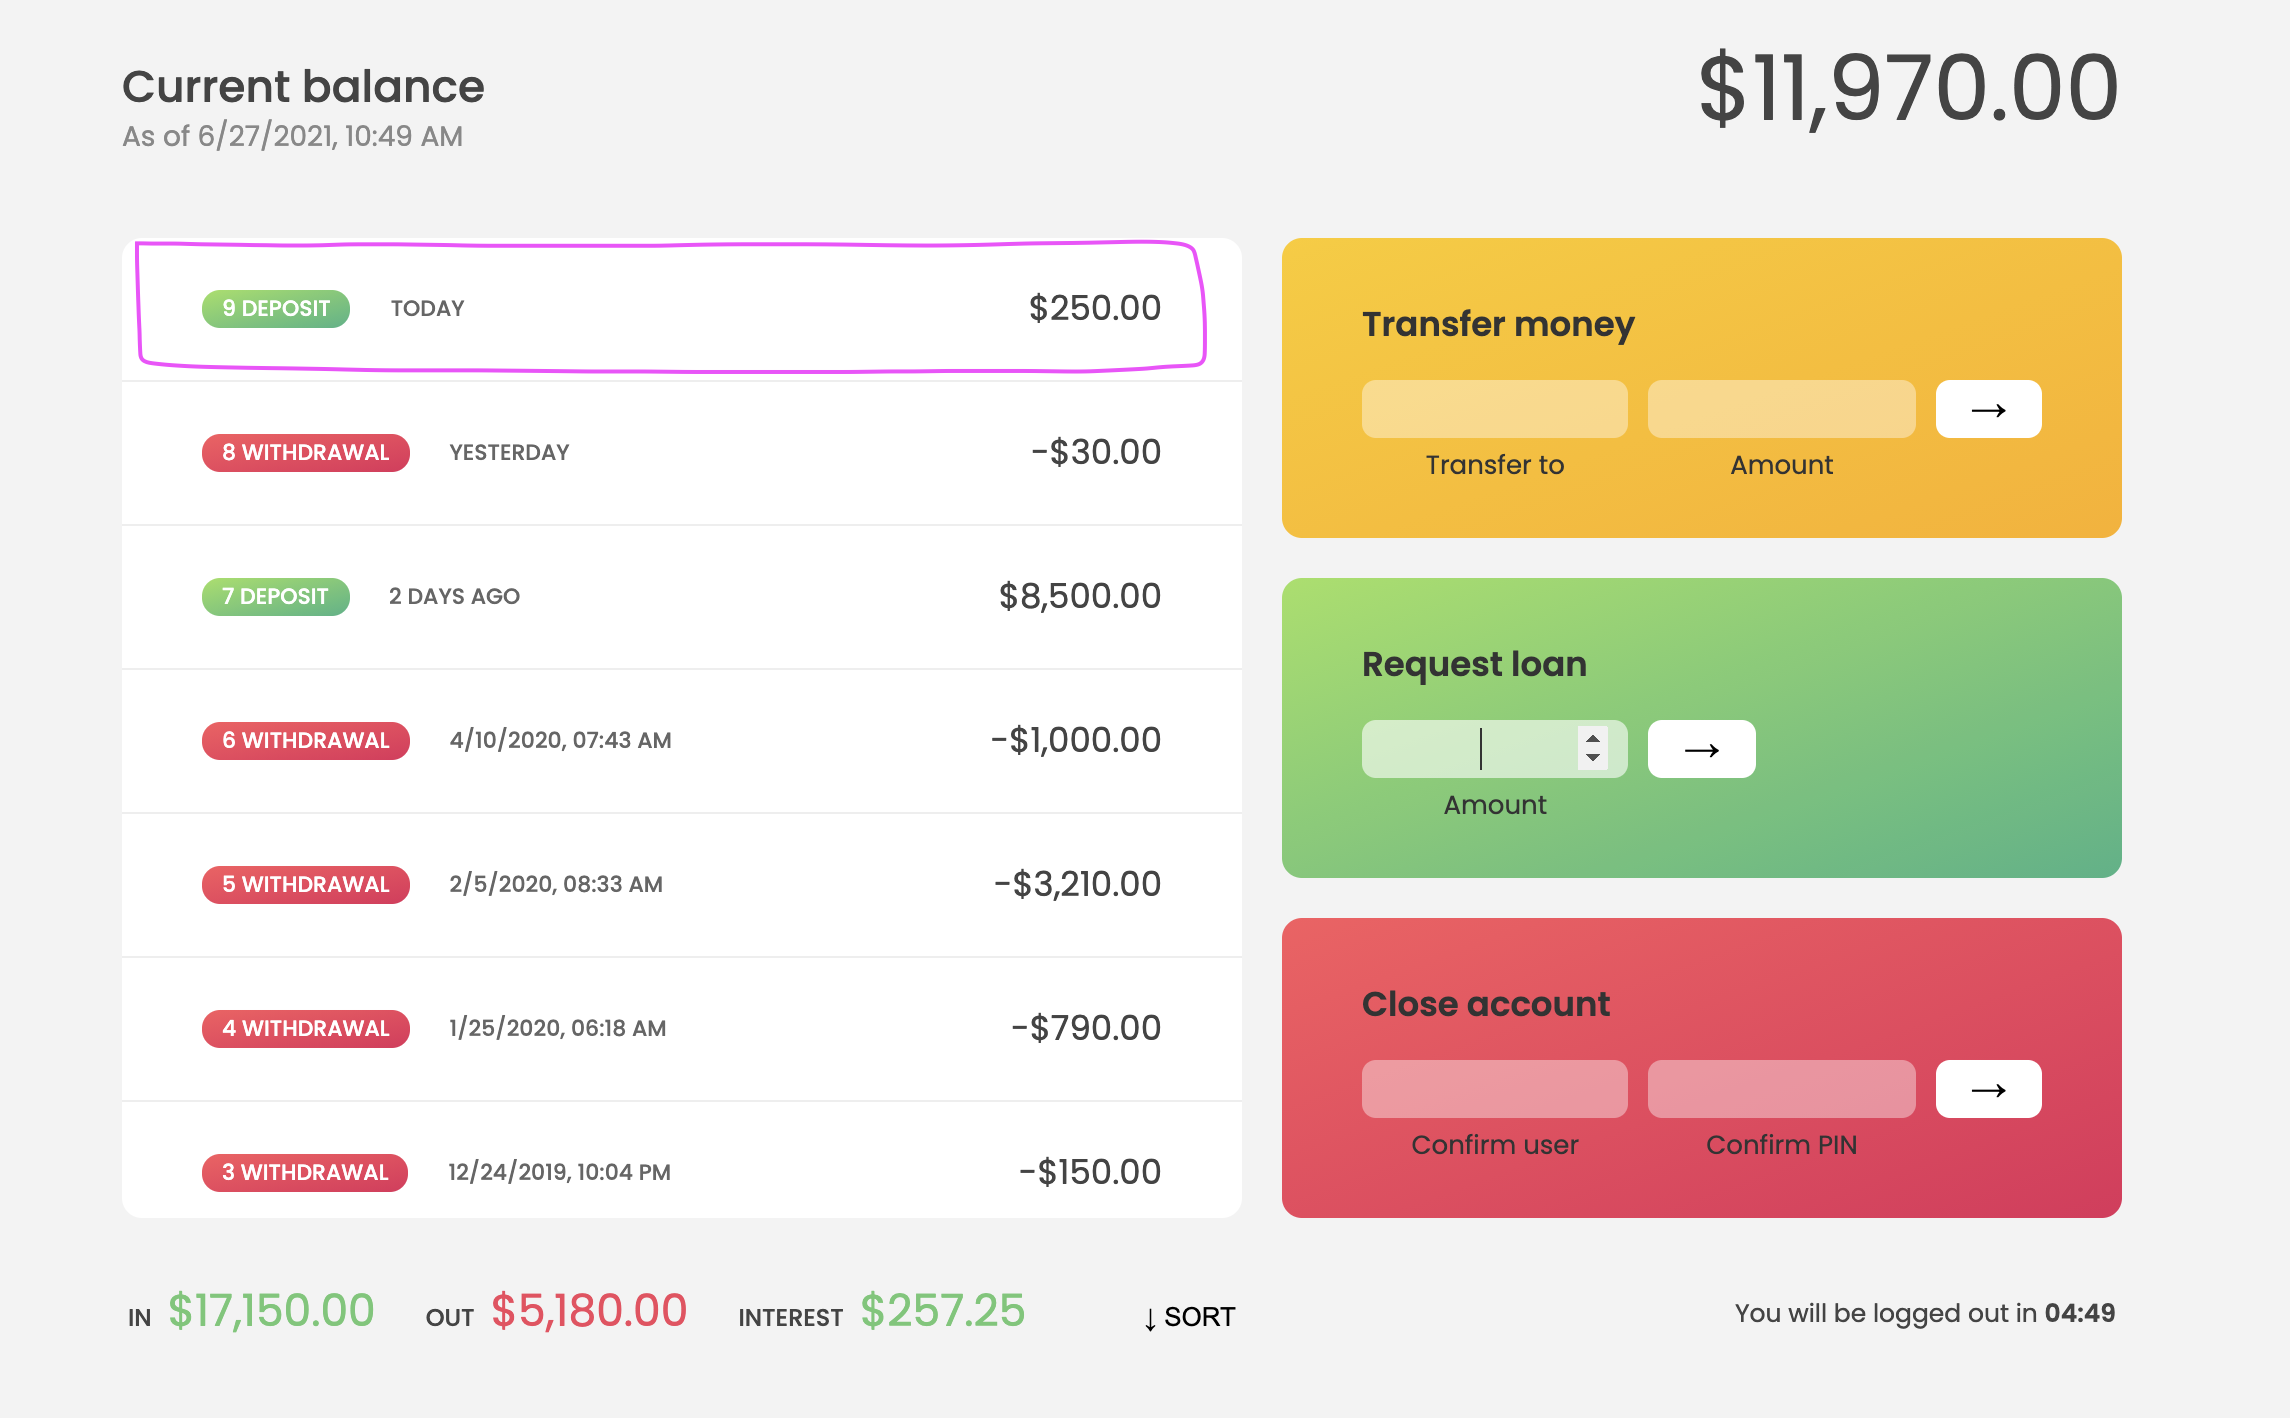 Current balance
As of 6/27/2021, 10:49 AM
$11,970.00
9 DEPOSIT TODAY $250.00
8 WITHDRAWAL YESTERDAY -$30.00
7 DEPOSIT 2 DAYS AGO $8,500.00
6 WITHDRAWAL 4/10/2020, 07:43 AM -$1,000.00
5 WITHDRAWAL 2/5/2020, 08:33 AM -$3,210.00
4 WITHDRAWAL 1/25/2020, 06:18 AM -$790.00
3 WITHDRAWAL 12/24/2019, 10:04 PM -$150.00
Transfer money
→
Transfer to Amount
Request loan
→
Amount
Close account
→
Confirm user Confirm PIN
IN $17,150.00 OUT $5,180.00 INTEREST $257.25 ↓ SORT
You will be logged out in 04:49